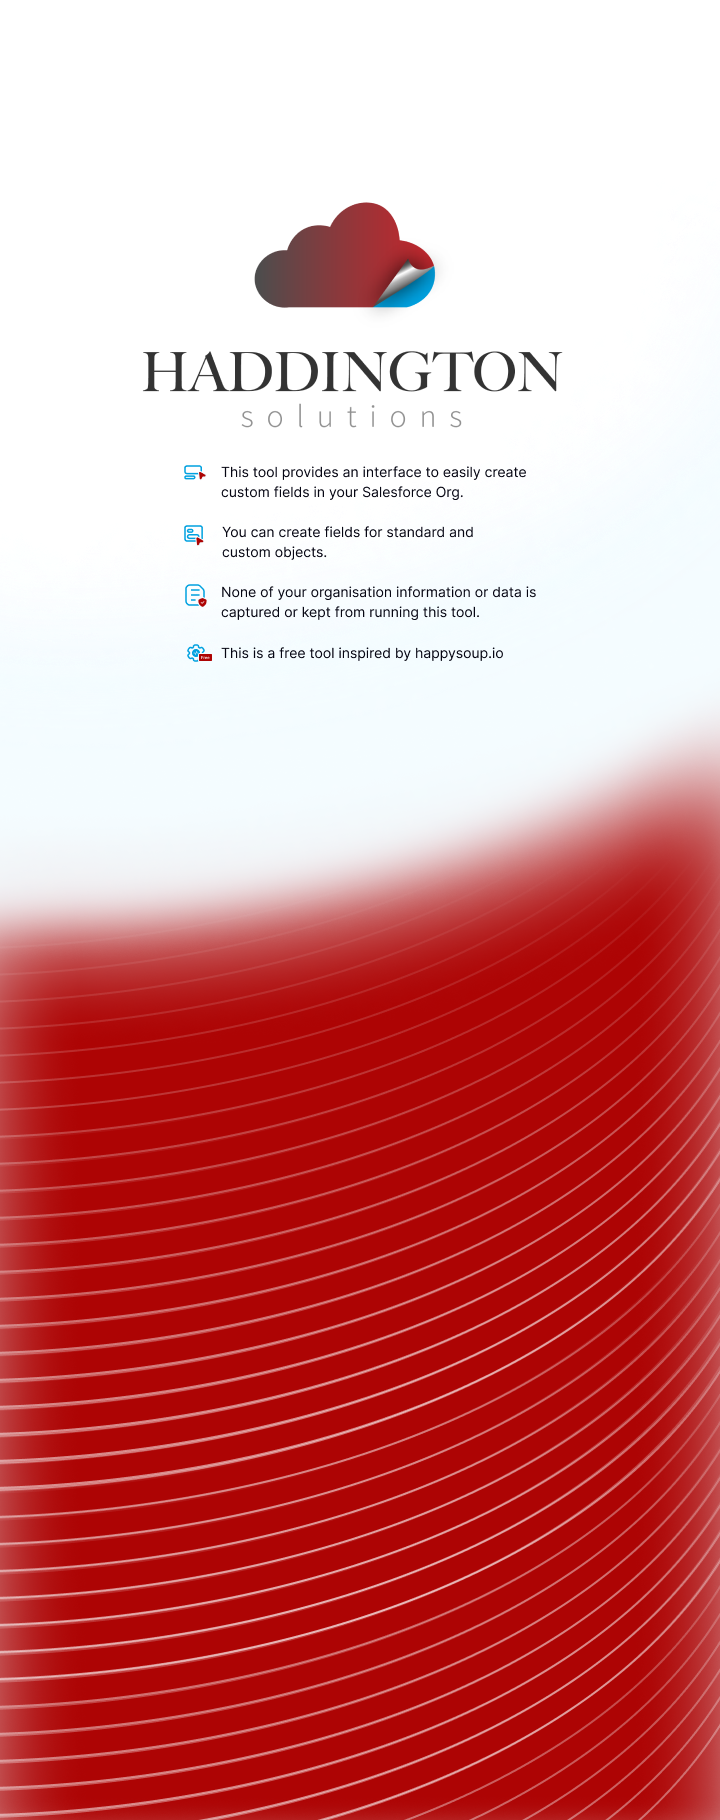 HADDINGTON
solutions
This tool provides an interface to easily create
custom fields in your Salesforce Org.
You can create fields for standard and
custom objects.
None of your organisation information or data is
captured or kept from running this tool.
Free
This is a free tool inspired by happysoup.io